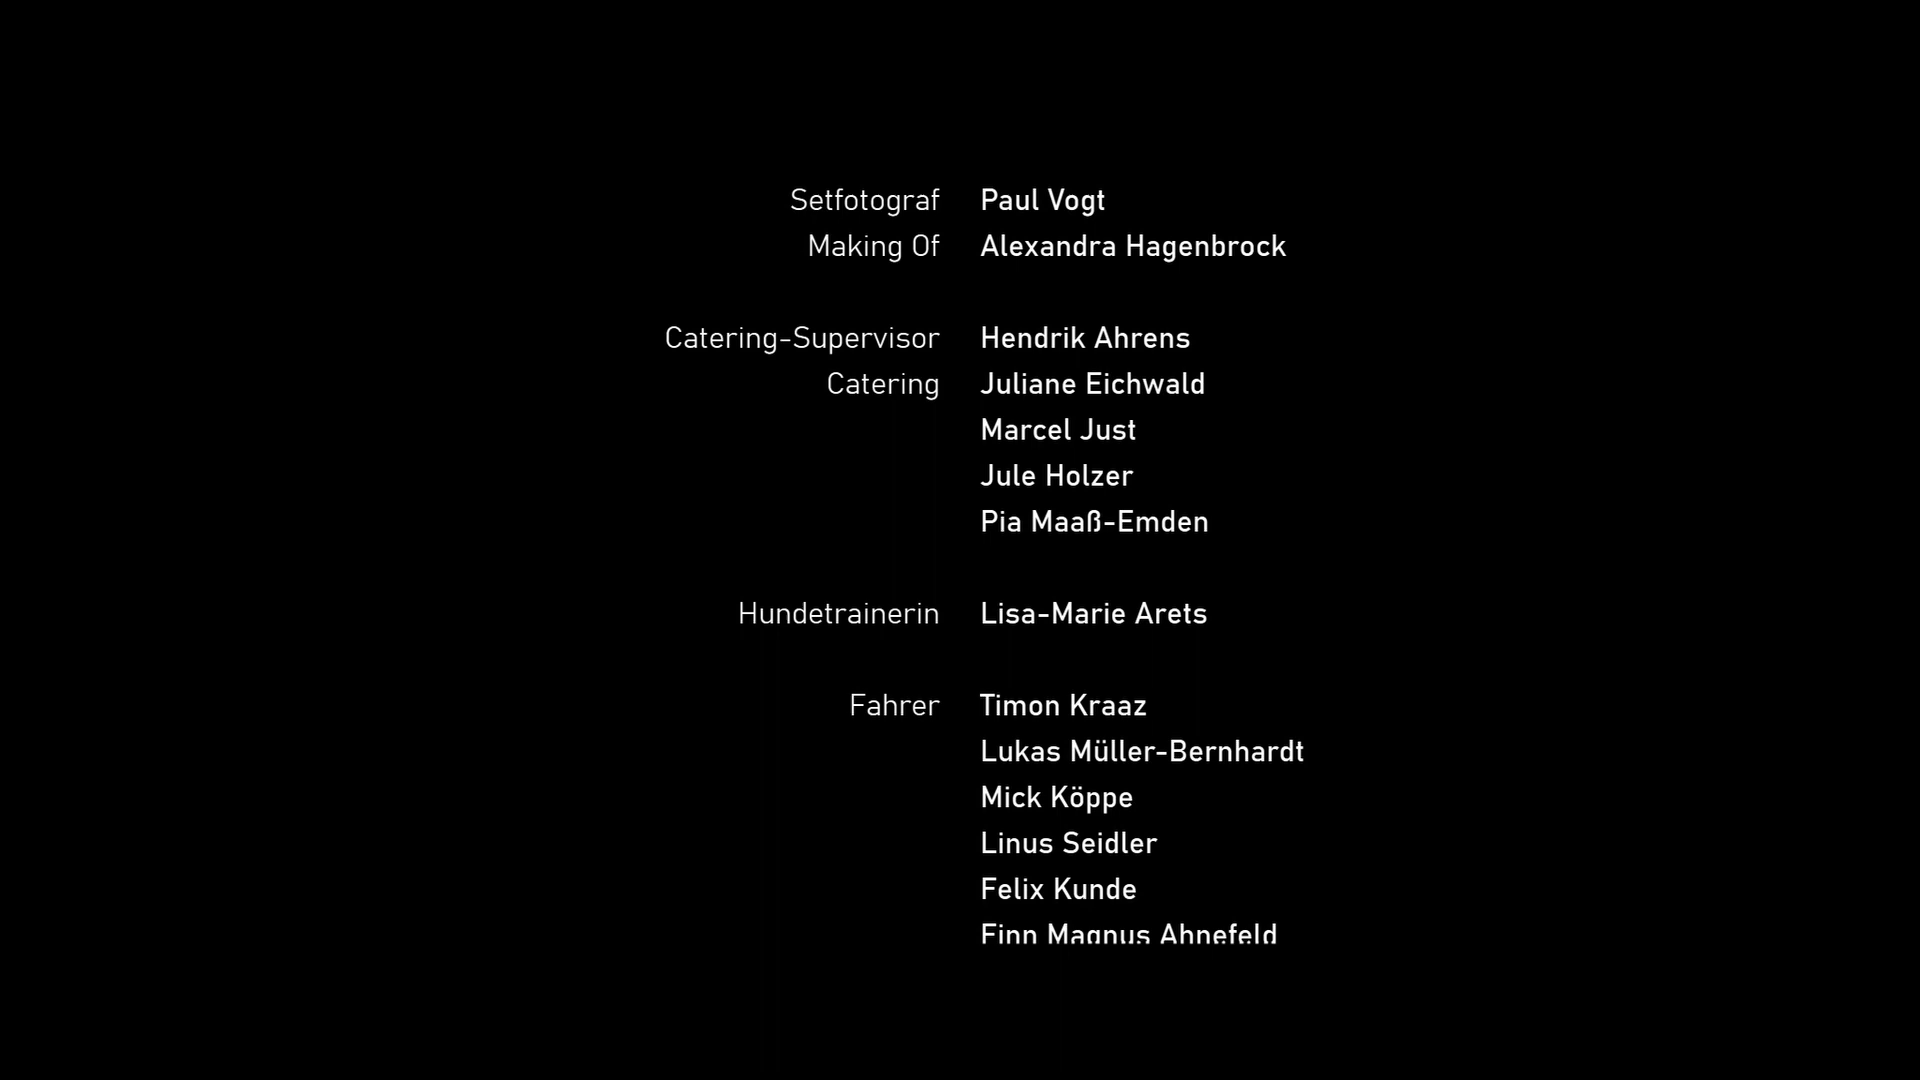 Setfotograf Paul Vogt
Making Of Alexandra Hagenbrock
Catering-Supervisor Hendrik Ahrens
Catering Juliane Eichwald
Marcel Just
Jule Holzer
Pia Maaß-Emden
Hundetrainerin Lisa-Marie Arets
Fahrer Timon Kraaz
Lukas Müller-Bernhardt
Mick Köppe
Linus Seidler
Felix Kunde
Finn Magnus Ahnefeld